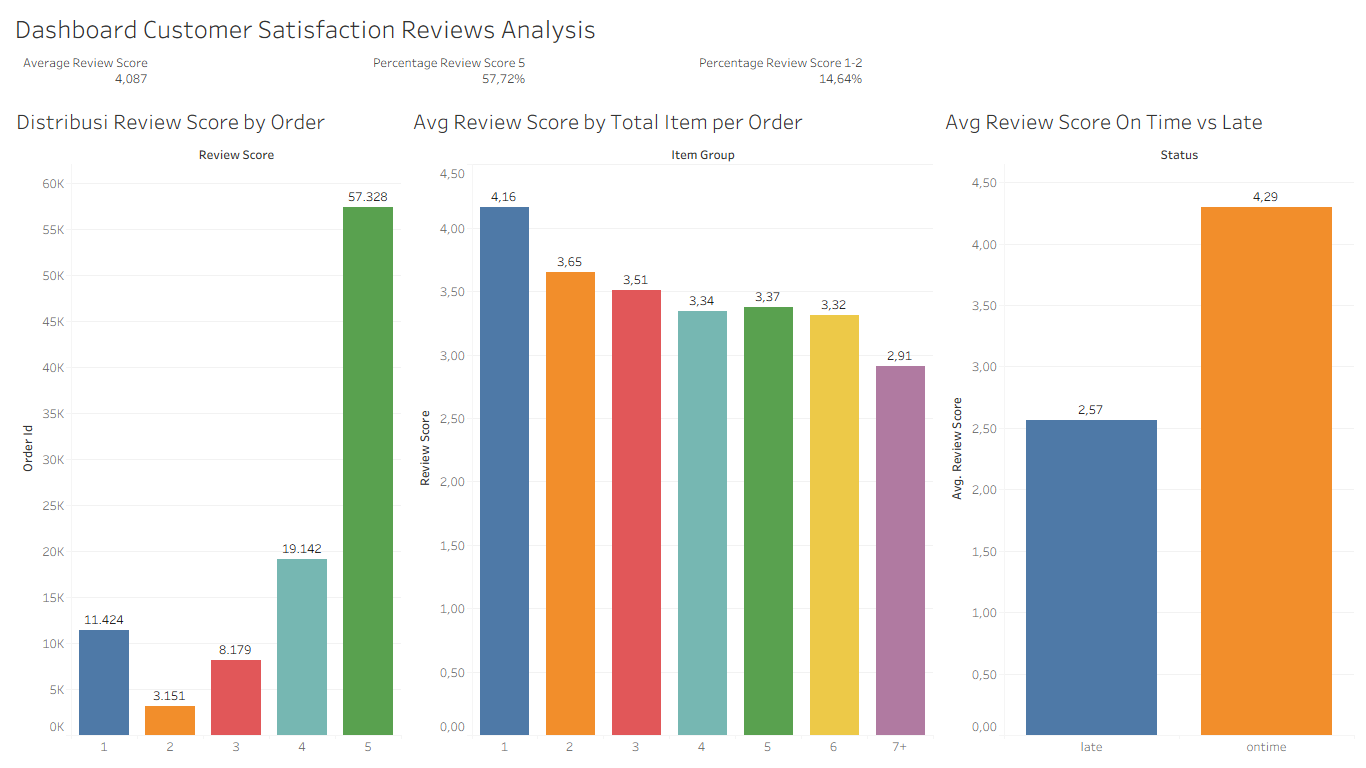 Dashboard Customer Satisfaction Reviews Analysis
Average Review Score
4,087
Percentage Review Score 5
57,72%
Percentage Review Score 1-2
14,64%
Distribusi Review Score by Order
Review Score
60K
55K
50K
45K
40K
35K
30K
25K
20K
15K
10K
5K
0K
Order Id
11.424
3.151
8.179
19.142
57.328
1
2
3
4
5
Avg Review Score by Total Item per Order
Item Group
4,50
4,00
3,50
3,00
2,50
2,00
1,50
1,00
0,50
0,00
Review Score
4,16
3,65
3,51
3,34
3,37
3,32
2,91
1
2
3
4
5
6
7+
Avg Review Score On Time vs Late
Status
4,50
4,00
3,50
3,00
2,50
2,00
1,50
1,00
0,50
0,00
Avg. Review Score
2,57
4,29
late
ontime